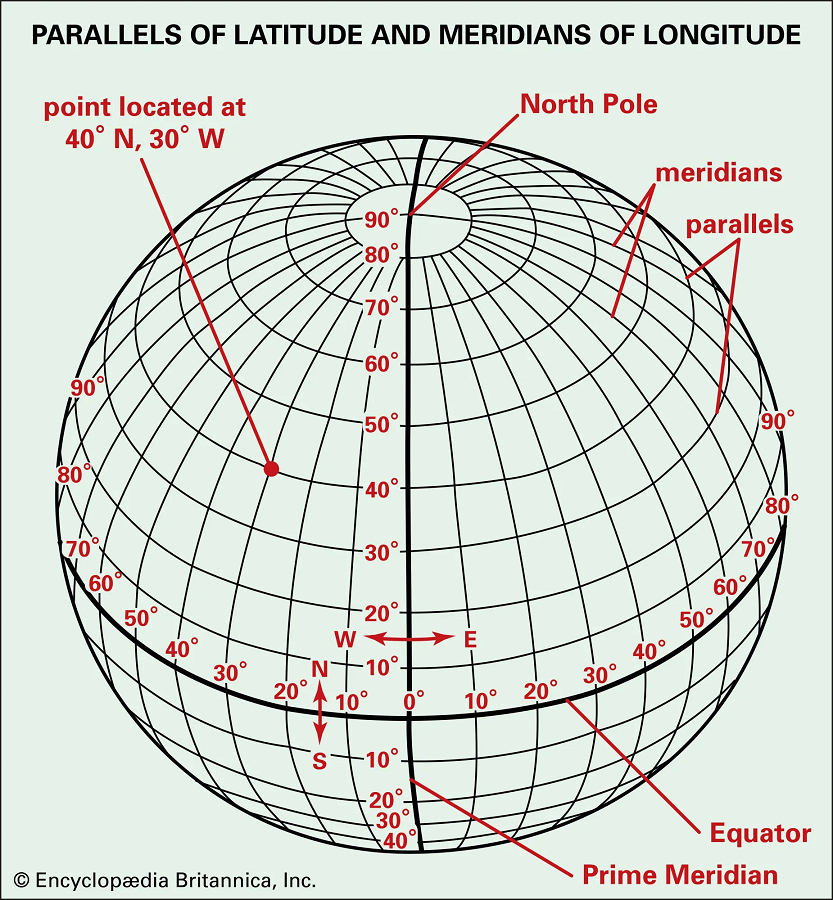 PARALLELS OF LATITUDE AND MERIDIANS OF LONGITUDE
point located at
40° N, 30° W
North Pole
meridians
parallels
90°
80°
70°
60°
50°
40°
30°
20°
10°
W
E
N
S
90°
80°
70°
60°
50°
40°
30°
20°
10°
0°
10°
20°
30°
40°
50°
60°
70°
80°
90°
10°
20°
30°
40°
Equator
Prime Meridian
© Encyclopædia Britannica, Inc.